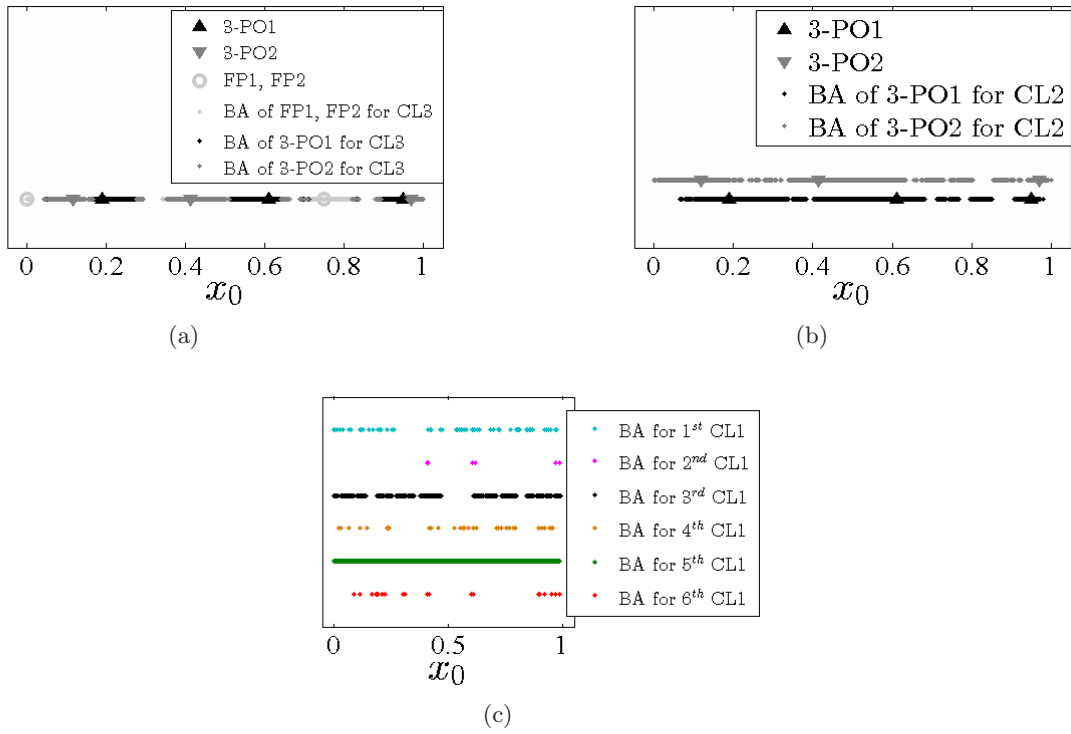 3-PO1
3-PO2
FP1, FP2
BA of FP1, FP2 for CL3
BA of 3-PO1 for CL3
BA of 3-PO2 for CL3
0 0.2 0.4 0.6 0.8 1
x₀
(a)
3-PO1
3-PO2
BA of 3-PO1 for CL2
BA of 3-PO2 for CL2
0 0.2 0.4 0.6 0.8 1
x₀
(b)
BA for 1ˢᵗ CL1
BA for 2ⁿᵈ CL1
BA for 3ʳᵈ CL1
BA for 4ᵗʰ CL1
BA for 5ᵗʰ CL1
BA for 6ᵗʰ CL1
0 0.5 1
x₀
(c)